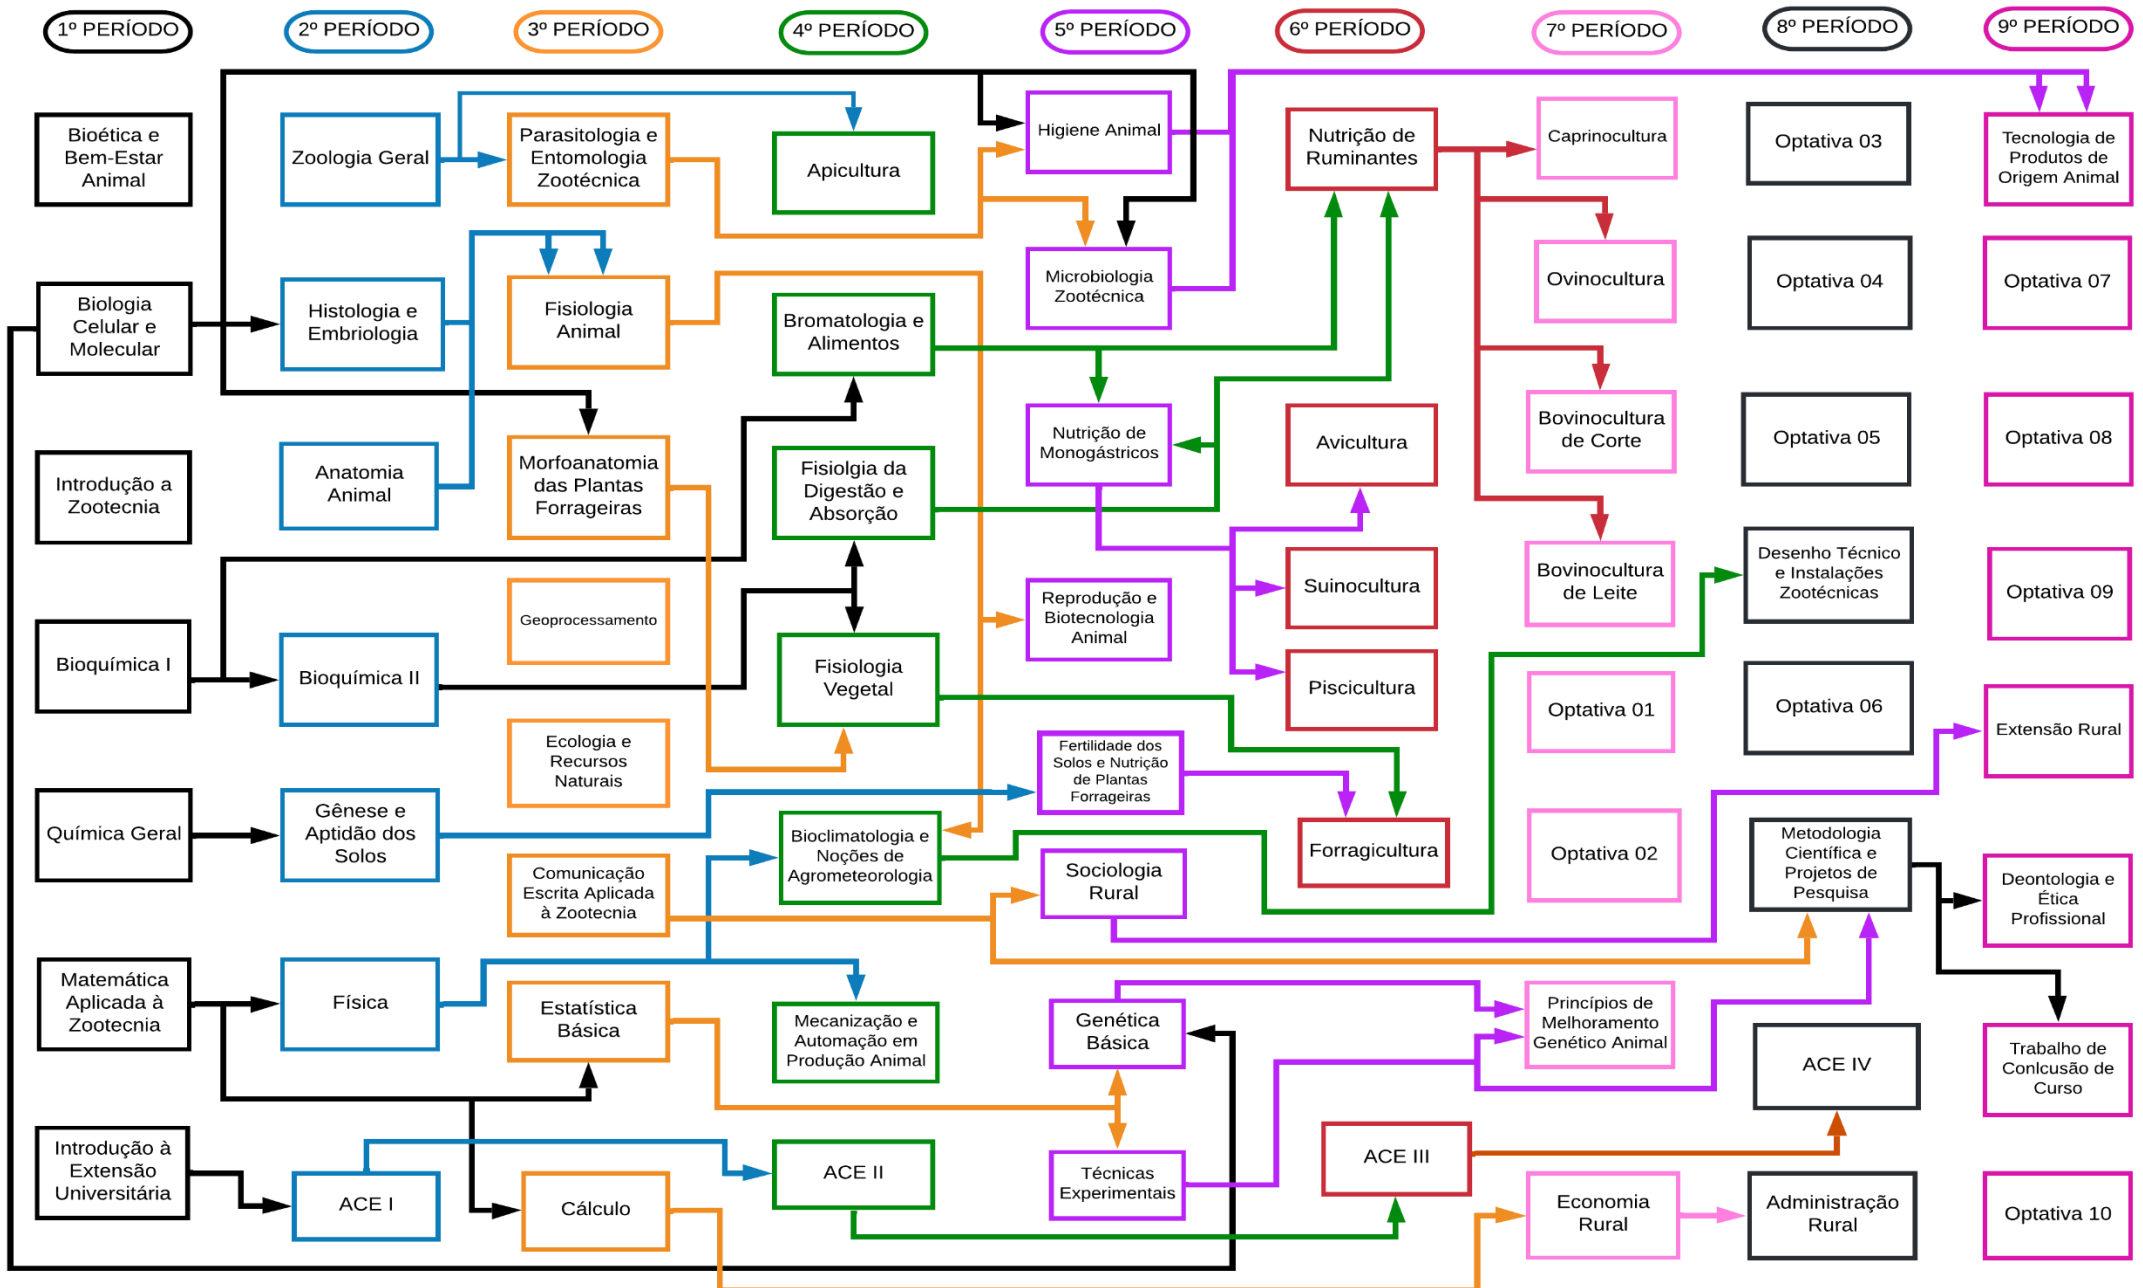 1º PERÍODO
2º PERÍODO
3º PERÍODO
4º PERÍODO
5º PERÍODO
6º PERÍODO
7º PERÍODO
8º PERÍODO
9º PERÍODO
Bioética e
Bem-Estar
Animal
Biologia
Celular e
Molecular
Introdução a
Zootecnia
Bioquímica I
Química Geral
Matemática
Aplicada à
Zootecnia
Introdução à
Extensão
Universitária
Zoologia Geral
Histologia e
Embriologia
Anatomia
Animal
Bioquímica II
Gênese e
Aptidão dos
Solos
Física
ACE I
Parasitologia e
Entomologia
Zootécnica
Fisiologia
Animal
Morfoanatomia
das Plantas
Forrageiras
Geoprocessamento
Ecologia e
Recursos
Naturais
Comunicação
Escrita Aplicada
à Zootecnia
Estatística
Básica
Cálculo
Apicultura
Bromatologia e
Alimentos
Fisiolgia da
Digestão e
Absorção
Fisiologia
Vegetal
Bioclimatologia e
Noções de
Agrometeorologia
Mecanização e
Automação em
Produção Animal
ACE II
Higiene Animal
Microbiologia
Zootécnica
Nutrição de
Monogástricos
Reprodução e
Biotecnologia
Animal
Fertilidade dos
Solos e Nutrição
de Plantas
Forrageiras
Sociologia
Rural
Genética
Básica
Técnicas
Experimentais
Nutrição de
Ruminantes
Avicultura
Suinocultura
Piscicultura
Forragicultura
ACE III
Caprinocultura
Ovinocultura
Bovinocultura
de Corte
Bovinocultura
de Leite
Optativa 01
Optativa 02
Princípios de
Melhoramento
Genético Animal
Economia
Rural
Optativa 03
Optativa 04
Optativa 05
Desenho Técnico
e Instalações
Zootécnicas
Optativa 06
Metodologia
Científica e
Projetos de
Pesquisa
ACE IV
Administração
Rural
Tecnologia de
Produtos de
Origem Animal
Optativa 07
Optativa 08
Optativa 09
Extensão Rural
Deontologia e
Ética
Profissional
Trabalho de
Conlcusão de
Curso
Optativa 10